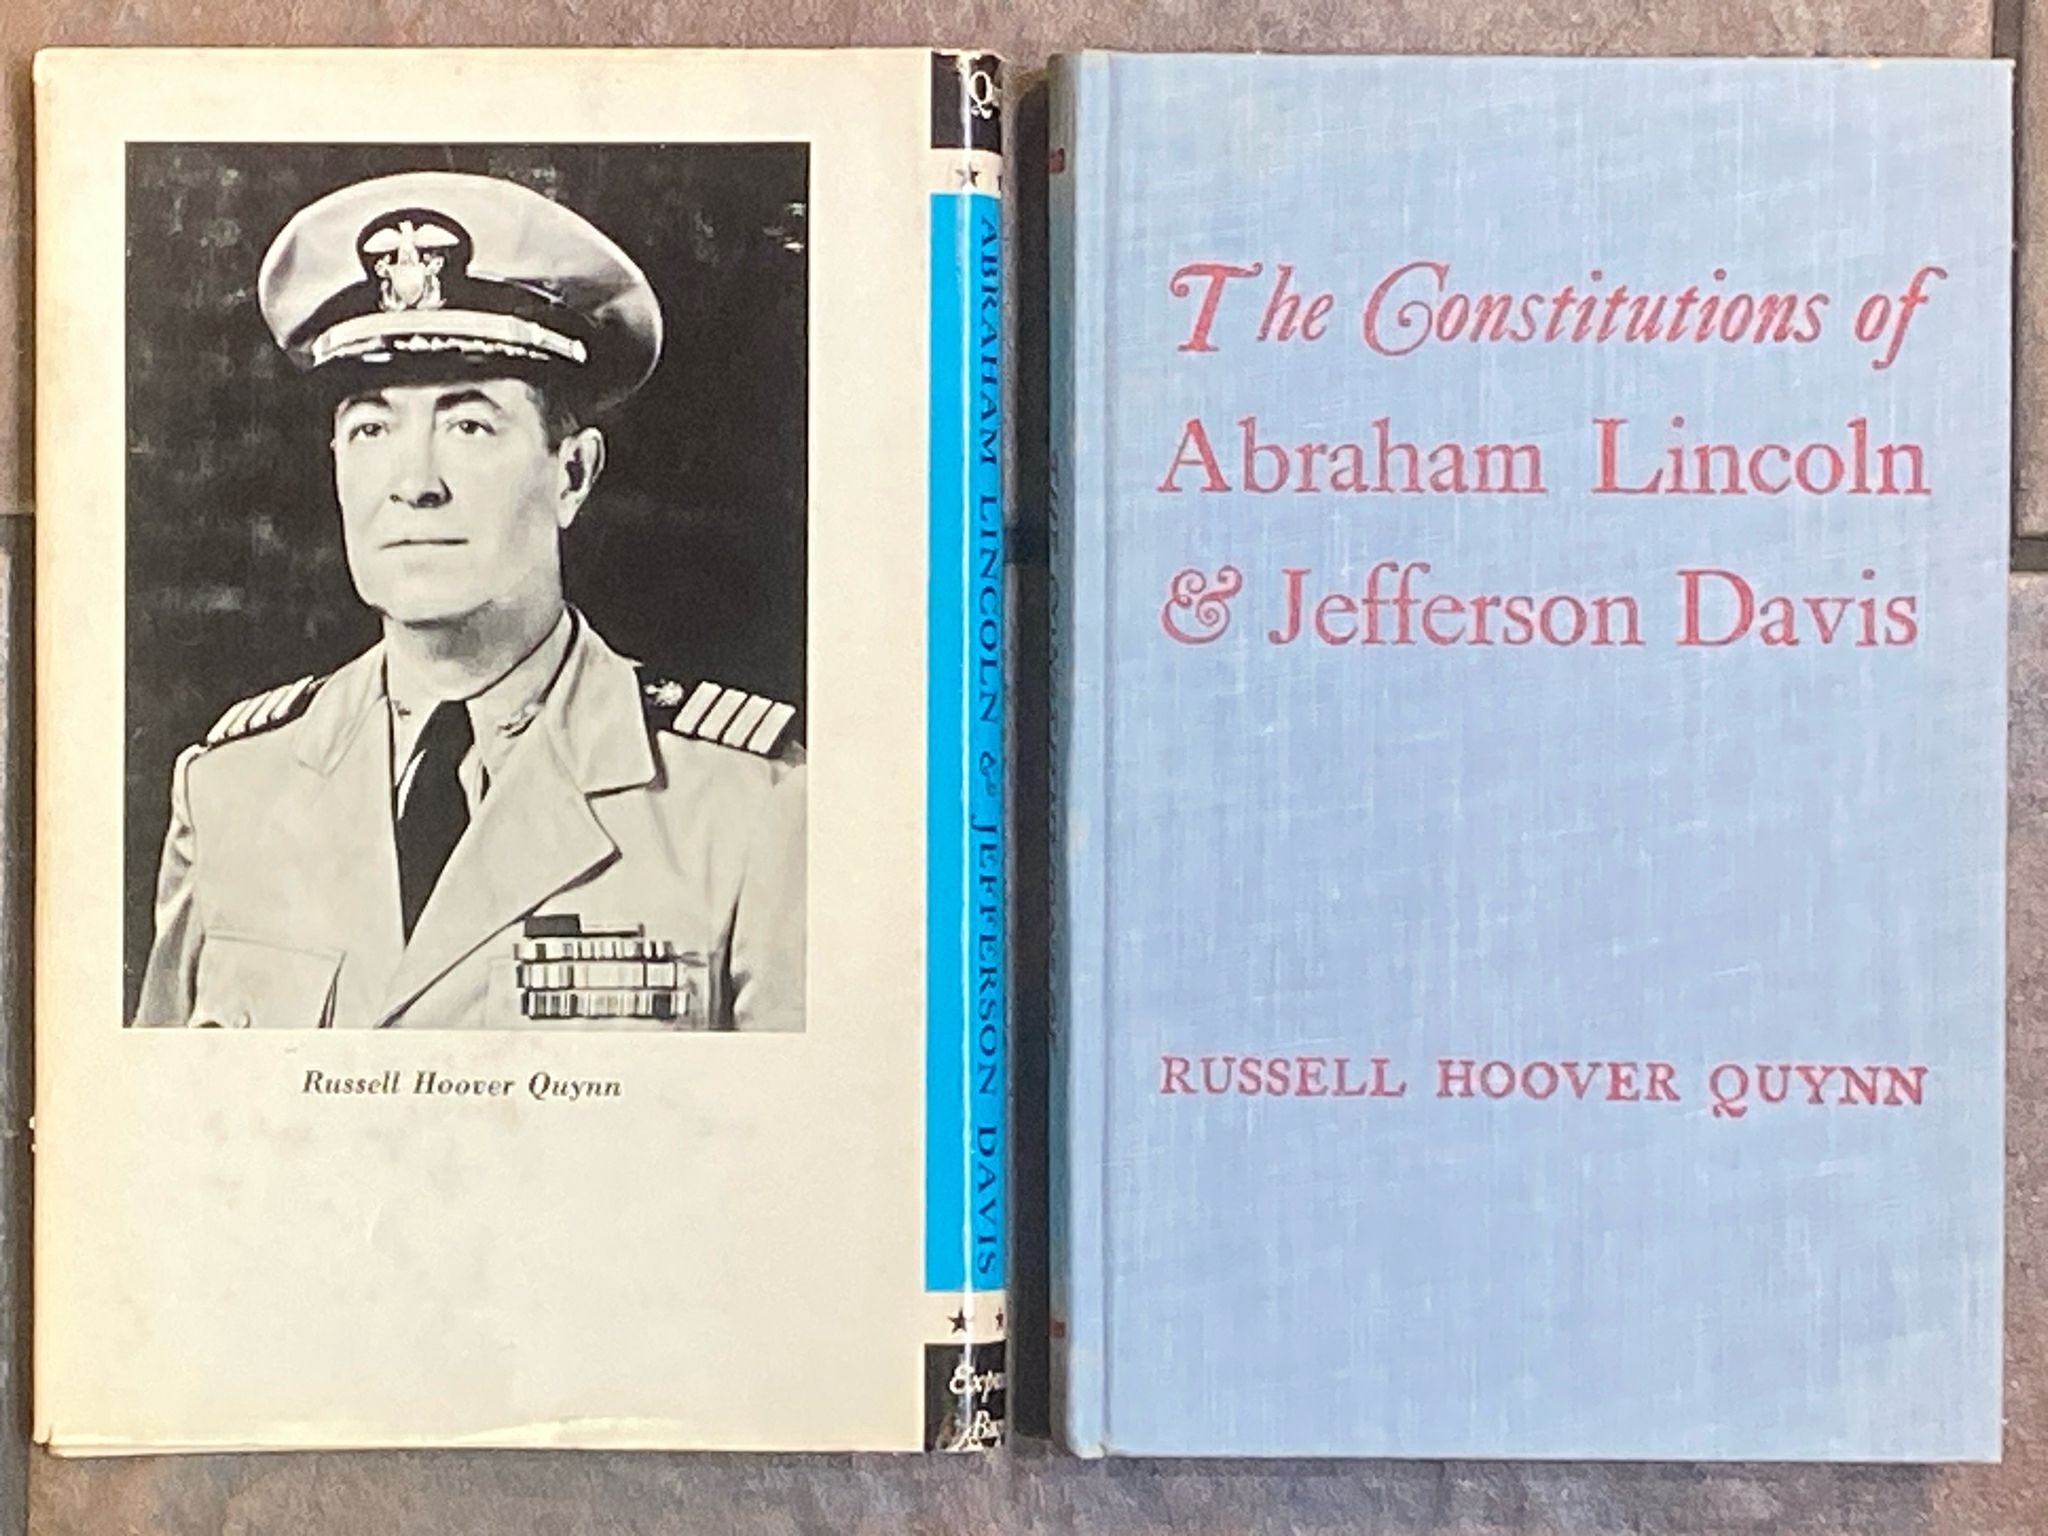 Russell Hoover Quynn
ABRAHAM LINCOLN & JEFFERSON DAVIS
The Constitutions of
Abraham Lincoln
& Jefferson Davis
RUSSELL HOOVER QUYNN